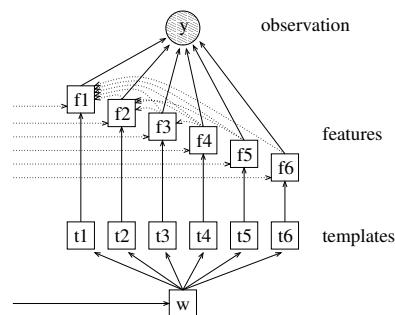 y observation
f1
f2
f3
f4
f5
f6
features
t1 t2 t3 t4 t5 t6 templates
w